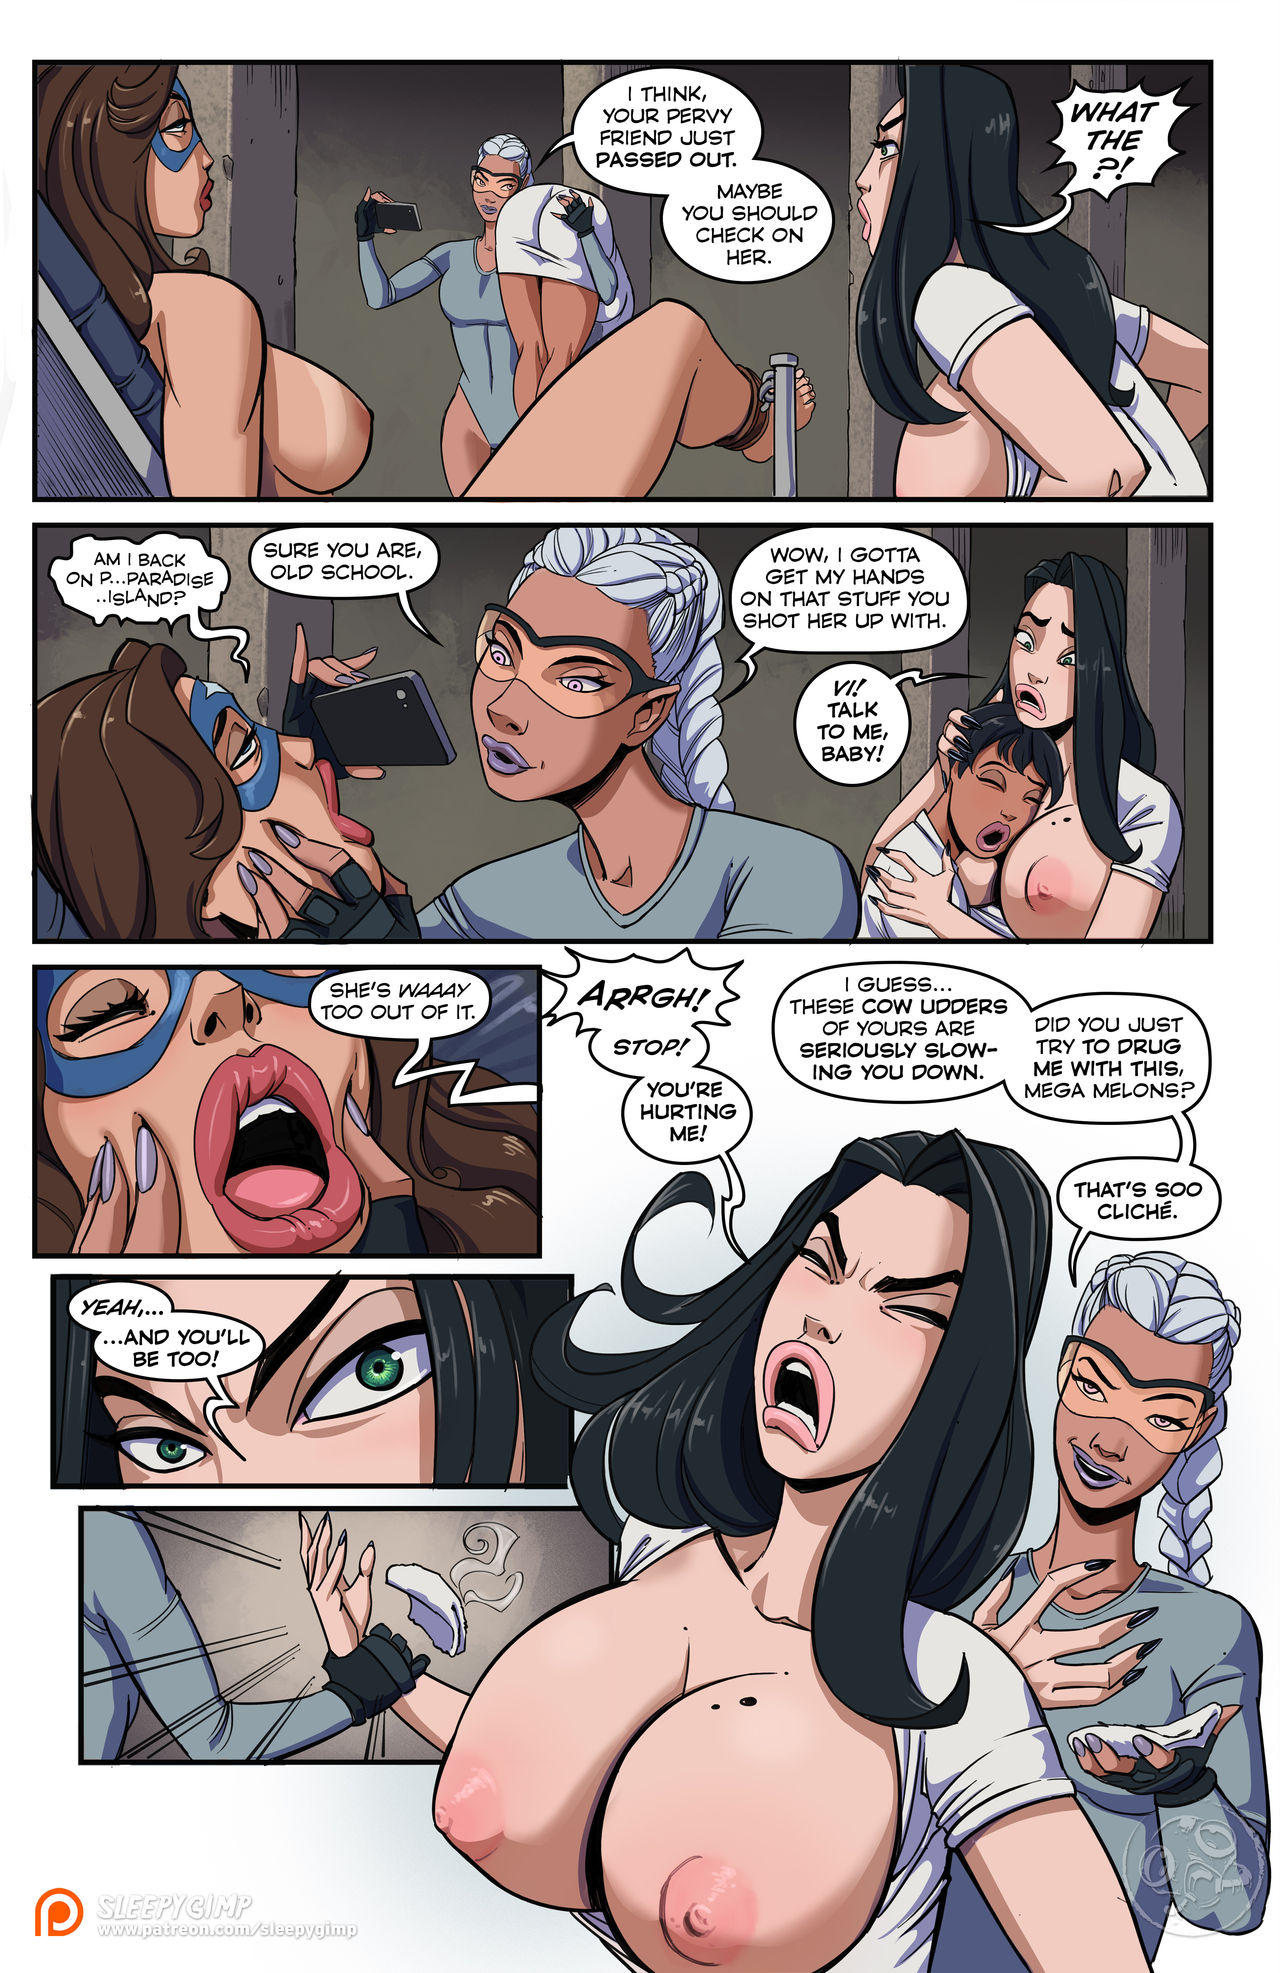 I THINK,
YOUR PERVY
FRIEND JUST
PASSED OUT.
MAYBE
YOU SHOULD
CHECK ON
HER.
WHAT
THE
?!
AM I BACK
ON P...PARADISE
..ISLAND?
SURE YOU ARE,
OLD SCHOOL.
WOW, I GOTTA
GET MY HANDS
ON THAT STUFF YOU
SHOT HER UP WITH.
VI!
TALK
TO ME,
BABY!
SHE'S WAAAY
TOO OUT OF IT.
YEAH,...
...AND YOU'LL
BE TOO!
ARRGH!
STOP!
YOU'RE
HURTING
ME!
I GUESS...
THESE COW UDDERS
OF YOURS ARE
SERIOUSLY SLOW-
ING YOU DOWN.
DID YOU JUST
TRY TO DRUG
ME WITH THIS,
MEGA MELONS?
THAT'S SOO
CLICHÉ.
SLEEPYGIMP
www.patreon.com/sleepygimp